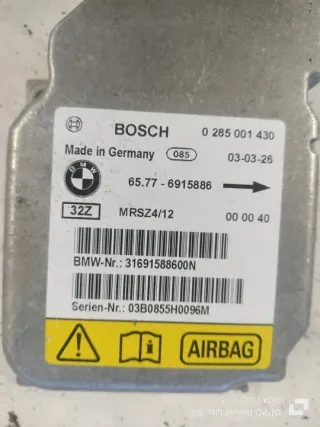 BOSCH 0 285 001 430
Made in Germany 085 03-03-26
BMW 65.77 - 6915886
32Z MRSZ4/12 00 00 40
BMW-Nr.: 31691588600N
Serien-Nr.: 03B0855H0096M
AIRBAG